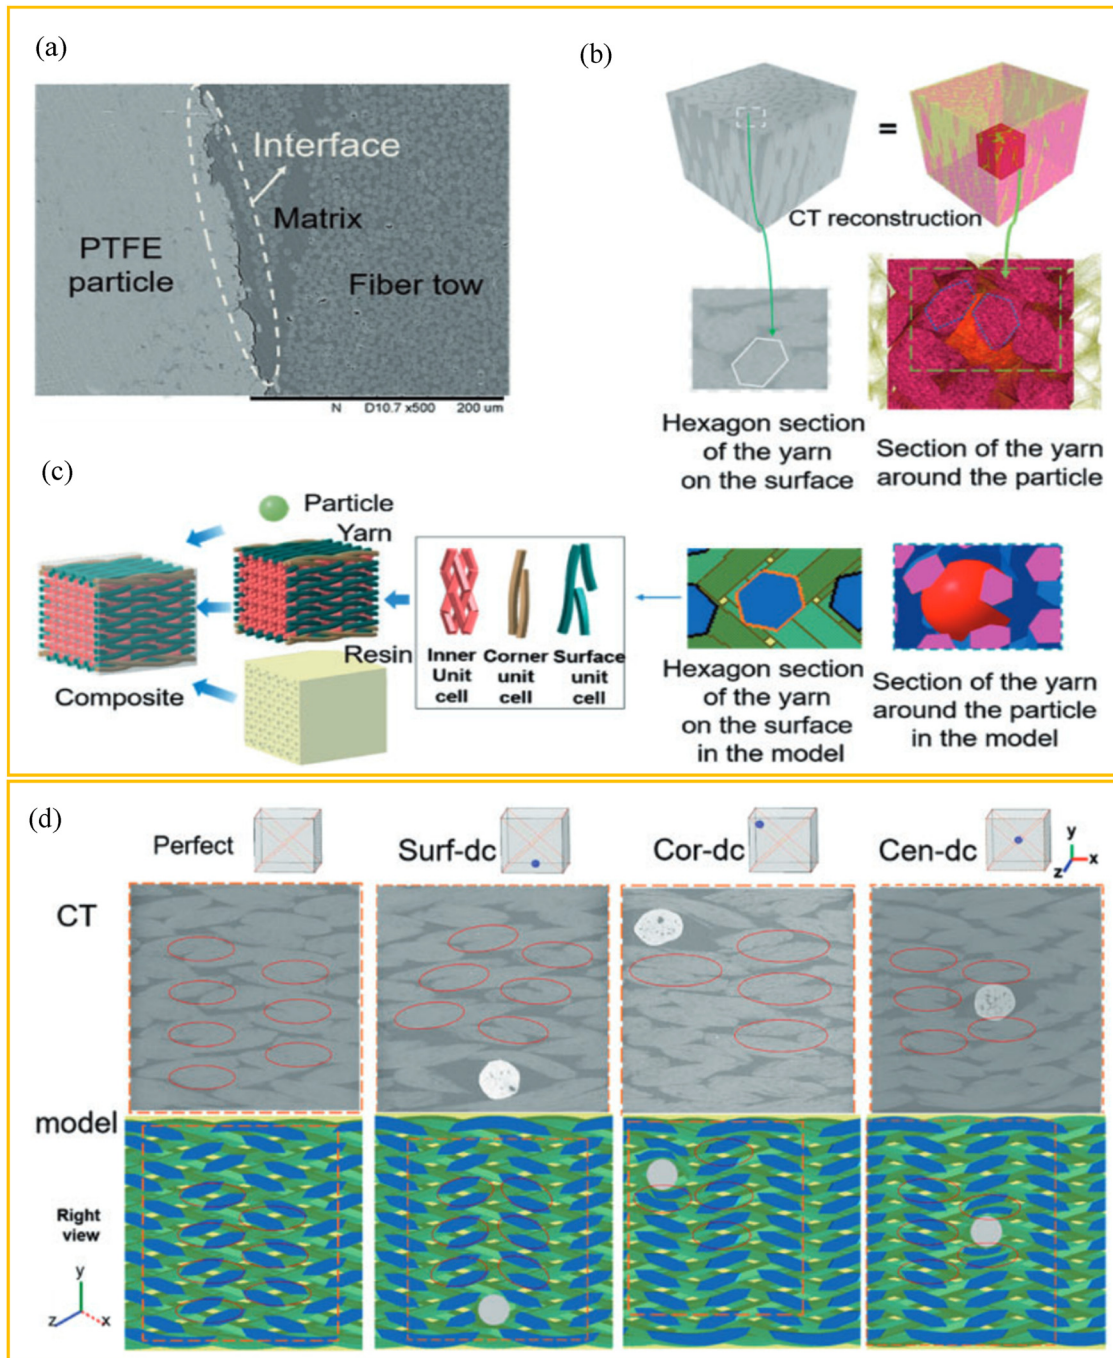 (a)
Interface
Matrix
PTFE
particle
Fiber tow
N D10.7 x500 200 um
(b)
=
CT reconstruction
Hexagon section
of the yarn
on the surface
Section of the yarn
around the particle
(c)
Particle
Yarn
Resin
Composite
Inner
Unit
cell
Corner
unit
cell
Surface
unit
cell
Hexagon section
of the yarn
on the surface
in the model
Section of the yarn
around the particle
in the model
(d)
Perfect
Surf-dc
Cor-dc
Cen-dc
y
x
z
CT
model
Right
view
y
z
x